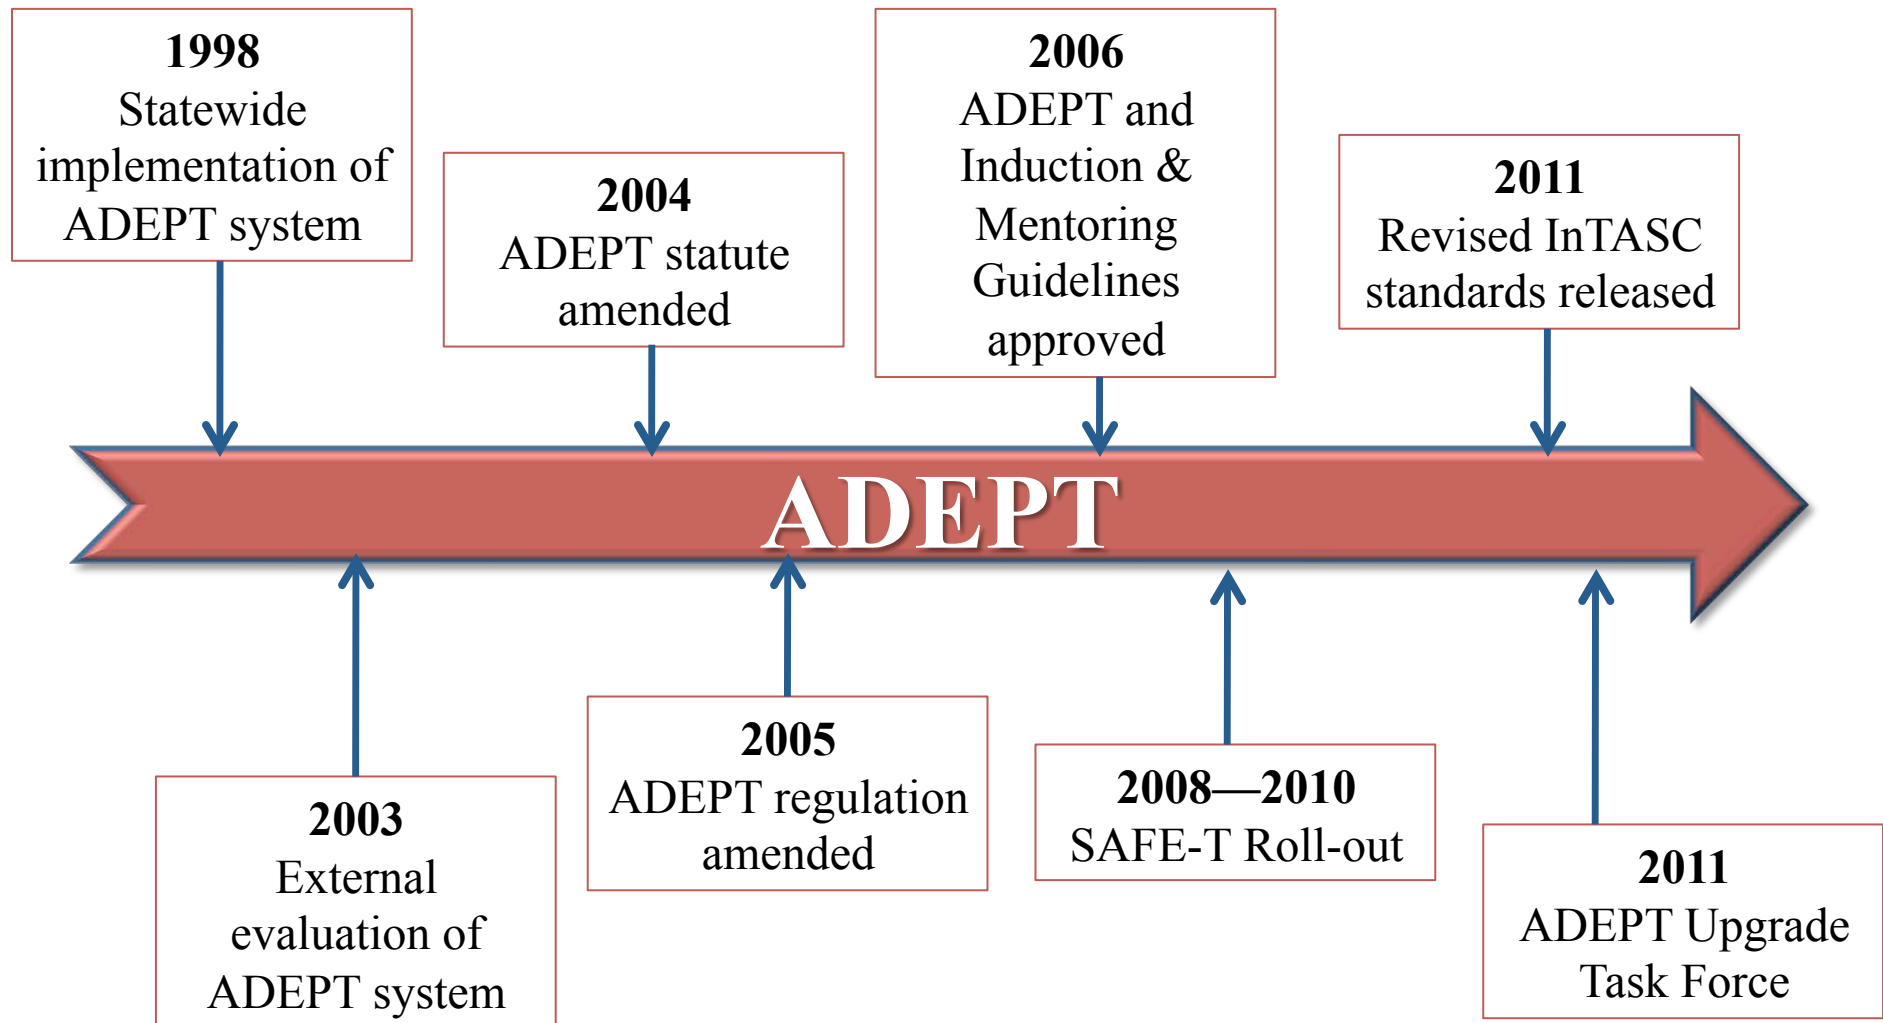 1998
Statewide
implementation of
ADEPT system
2004
ADEPT statute
amended
2006
ADEPT and
Induction &
Mentoring
Guidelines
approved
2011
Revised InTASC
standards released
ADEPT
2003
External
evaluation of
ADEPT system
2005
ADEPT regulation
amended
2008—2010
SAFE-T Roll-out
2011
ADEPT Upgrade
Task Force